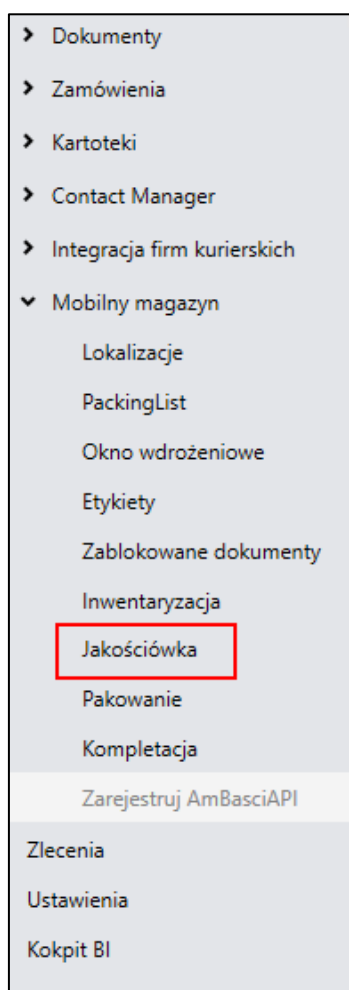 Dokumenty
Zamówienia
Kartoteki
Contact Manager
Integracja firm kurierskich
Mobilny magazyn
Lokalizacje
PackingList
Okno wdrożeniowe
Etykiety
Zablokowane dokumenty
Inwentaryzacja
Jakościówka
Pakowanie
Kompletacja
Zarejestruj AmBasciAPI
Zlecenia
Ustawienia
Kokpit BI